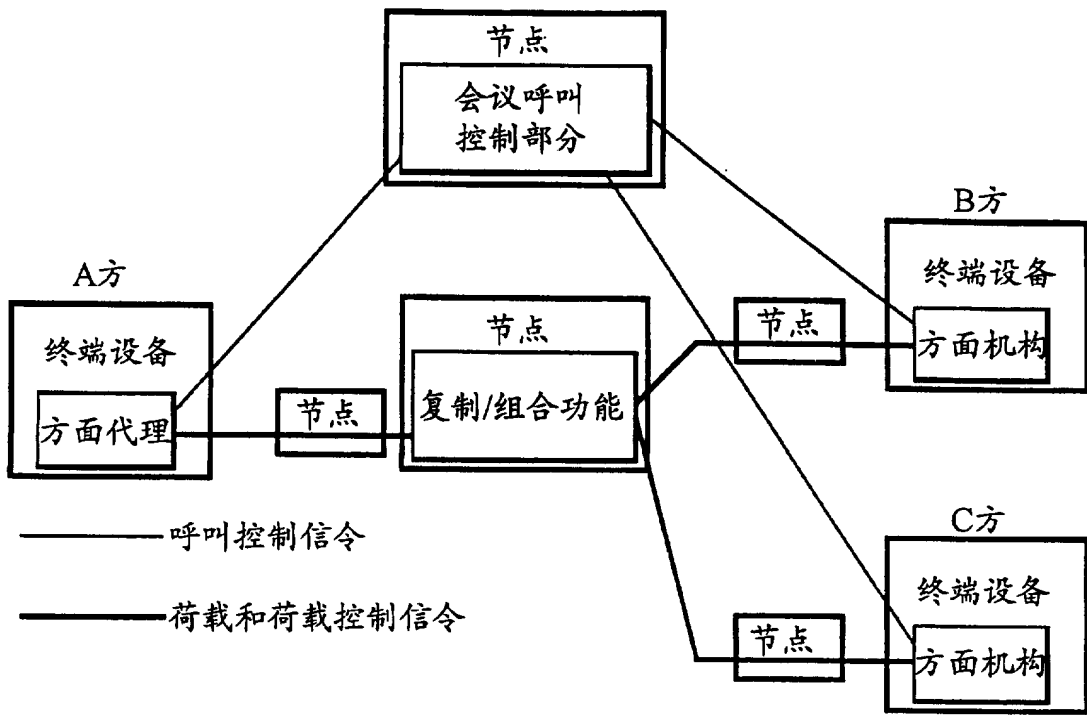 节点
会议呼叫
控制部分
B方
终端设备
方面机构
A方
终端设备
方面代理
节点
节点
复制/组合功能
节点
呼叫控制信令
荷载和荷载控制信令
C方
终端设备
方面机构
节点